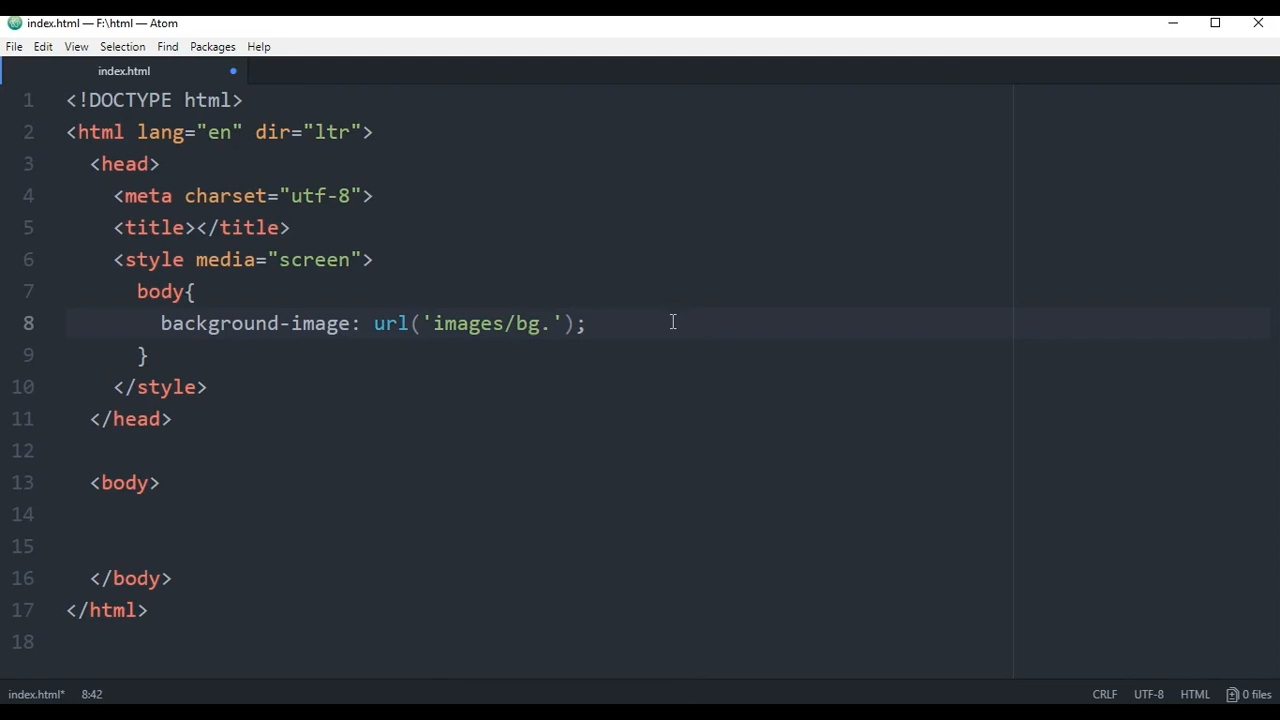 index.html — F:\html — Atom
File Edit View Selection Find Packages Help
index.html
1 <!DOCTYPE html>
2 <html lang="en" dir="ltr">
3 <head>
4 <meta charset="utf-8">
5 <title></title>
6 <style media="screen">
7 body{
8 background-image: url('images/bg.');
9 }
10 </style>
11 </head>
12
13 <body>
14
15
16 </body>
17 </html>
18
index.html* 8:42 CRLF UTF-8 HTML 0 files